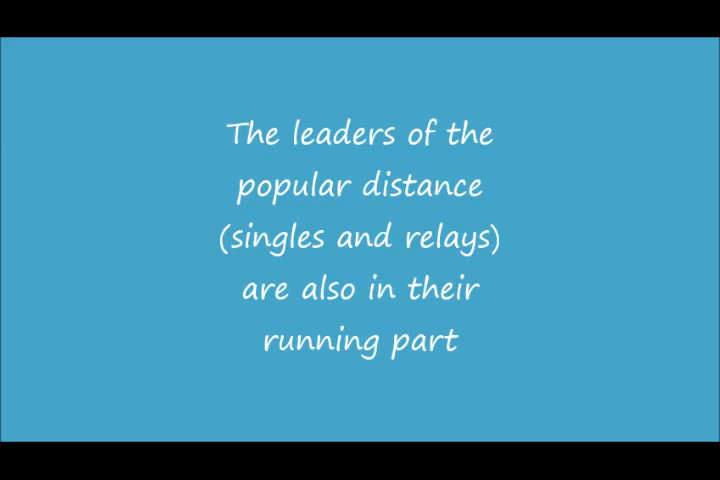 The leaders of the
popular distance
(singles and relays)
are also in their
running part